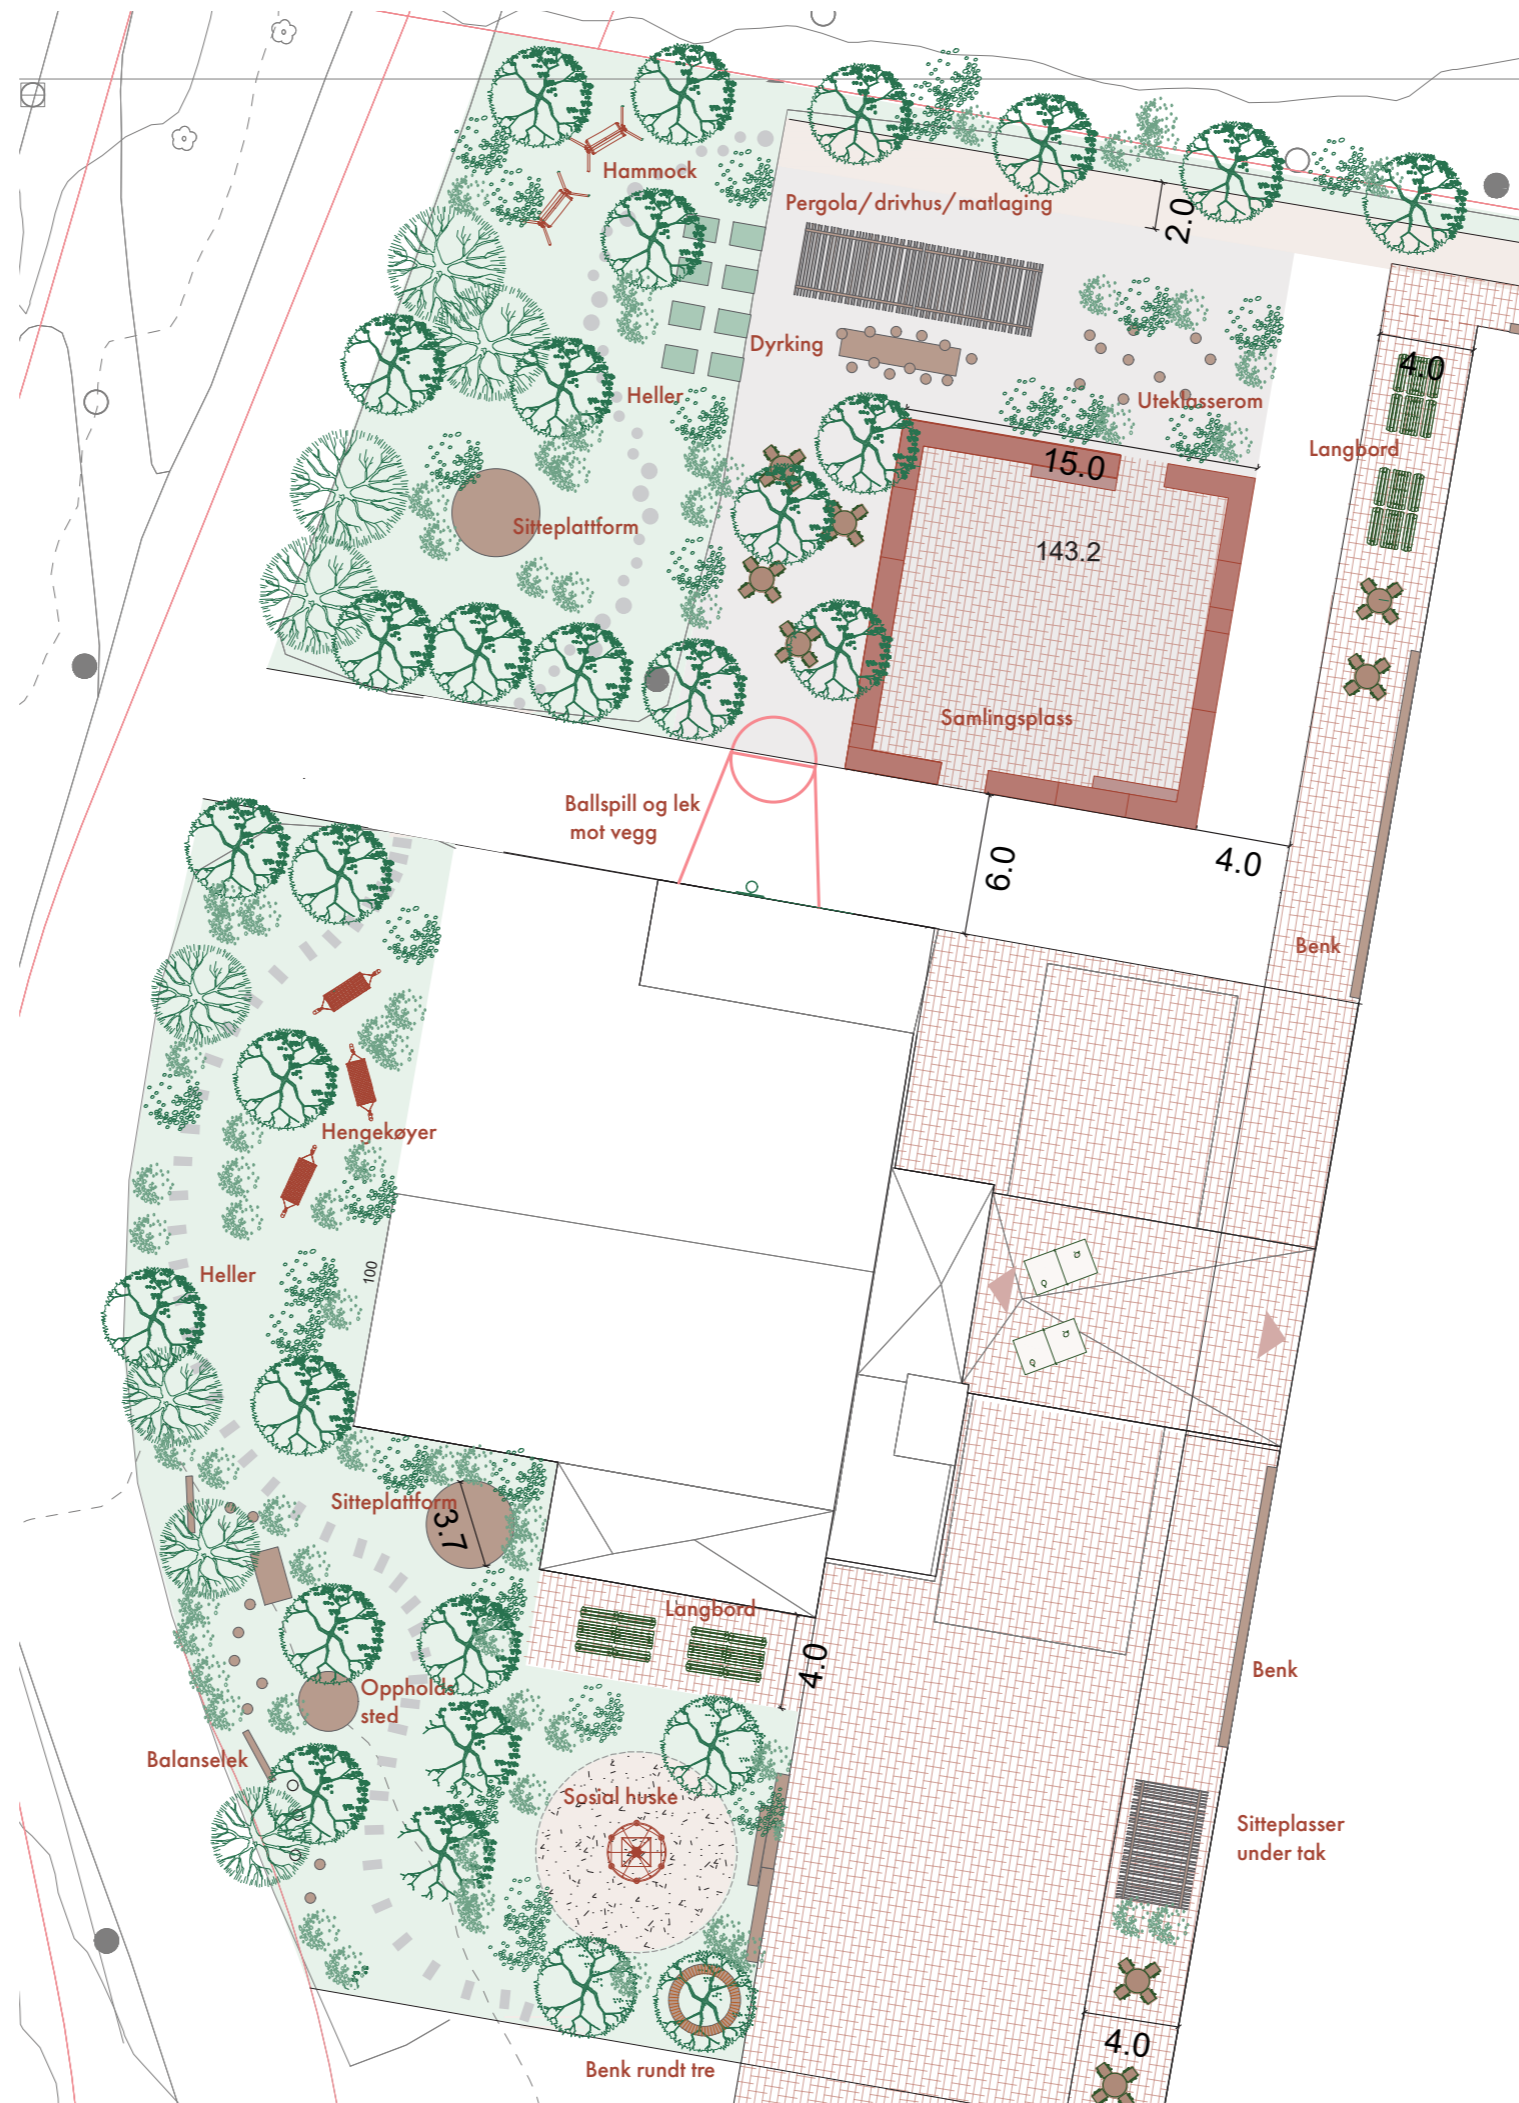 Hammock
Pergola/drivhus/matlaging
2.0
Dyrking
4.0
Heller
Uteklasserom
Langbord
15.0
Sitteplattform
143.2
Samlingsplass
Ballspill og lek
mot vegg
6.0
4.0
Benk
Hengekøyer
Heller
100
Sitteplattform
3.7
Langbord
4.0
Benk
Oppholds
sted
Balanselek
Sosial huske
Sitteplasser
under tak
4.0
Benk rundt tre